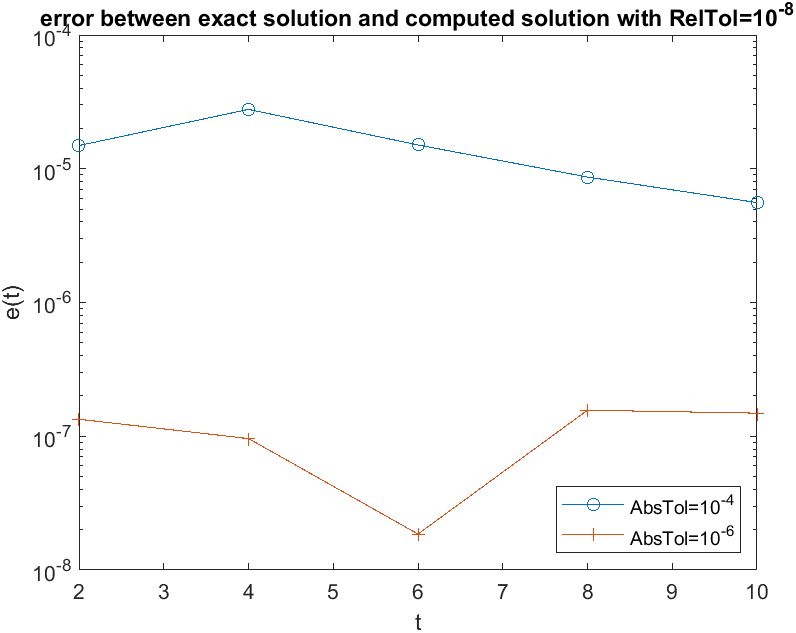 error between exact solution and computed solution with RelTol=10^-8
10^-4
10^-5
10^-6
10^-7
10^-8
e(t)
2 3 4 5 6 7 8 9 10
t
AbsTol=10^-4
AbsTol=10^-6